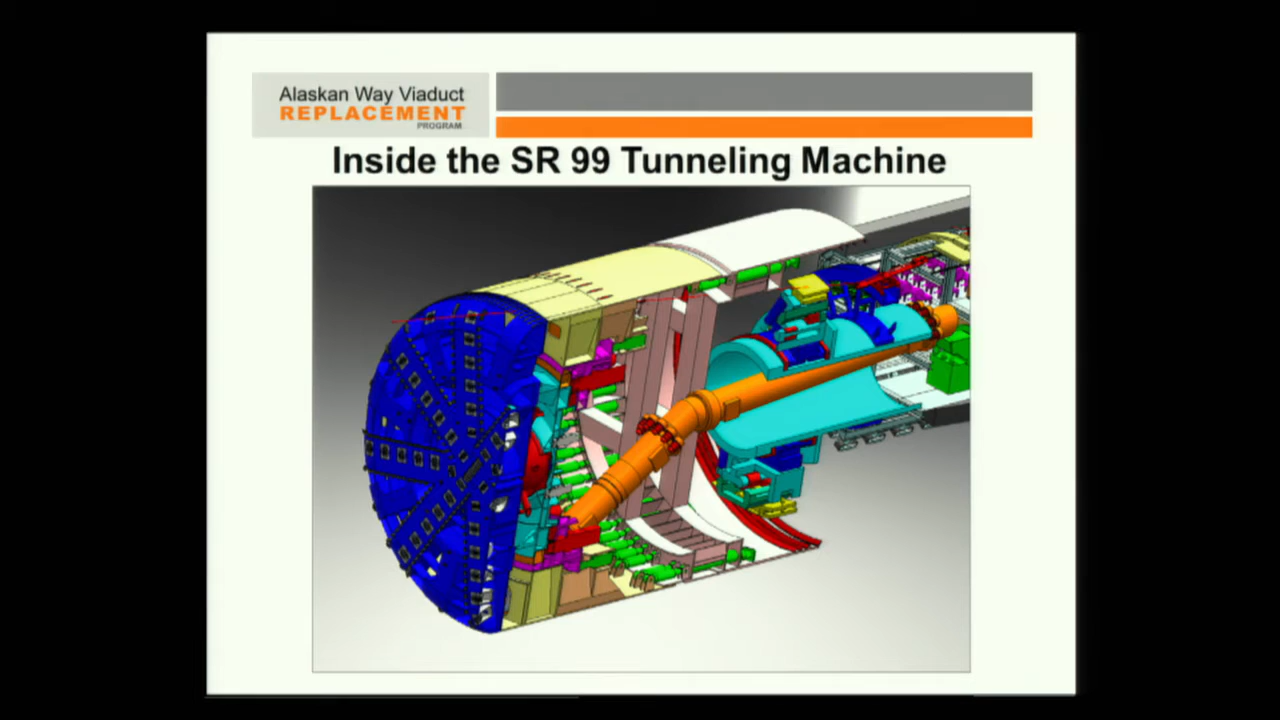 Alaskan Way Viaduct
REPLACEMENT
PROGRAM
Inside the SR 99 Tunneling Machine